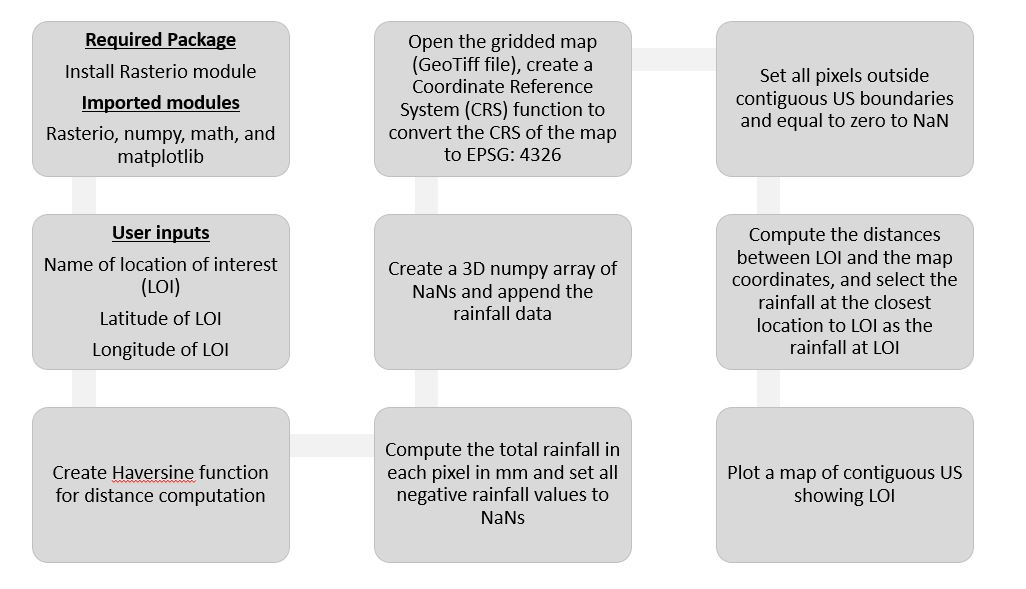 Required Package
Install Rasterio module
Imported modules
Rasterio, numpy, math, and
matplotlib
User inputs
Name of location of interest
(LOI)
Latitude of LOI
Longitude of LOI
Create Haversine function
for distance computation
Compute the total rainfall in
each pixel in mm and set all
negative rainfall values to
NaNs
Create a 3D numpy array of
NaNs and append the
rainfall data
Open the gridded map
(GeoTiff file), create a
Coordinate Reference
System (CRS) function to
convert the CRS of the map
to EPSG: 4326
Set all pixels outside
contiguous US boundaries
and equal to zero to NaN
Compute the distances
between LOI and the map
coordinates, and select the
rainfall at the closest
location to LOI as the
rainfall at LOI
Plot a map of contiguous US
showing LOI